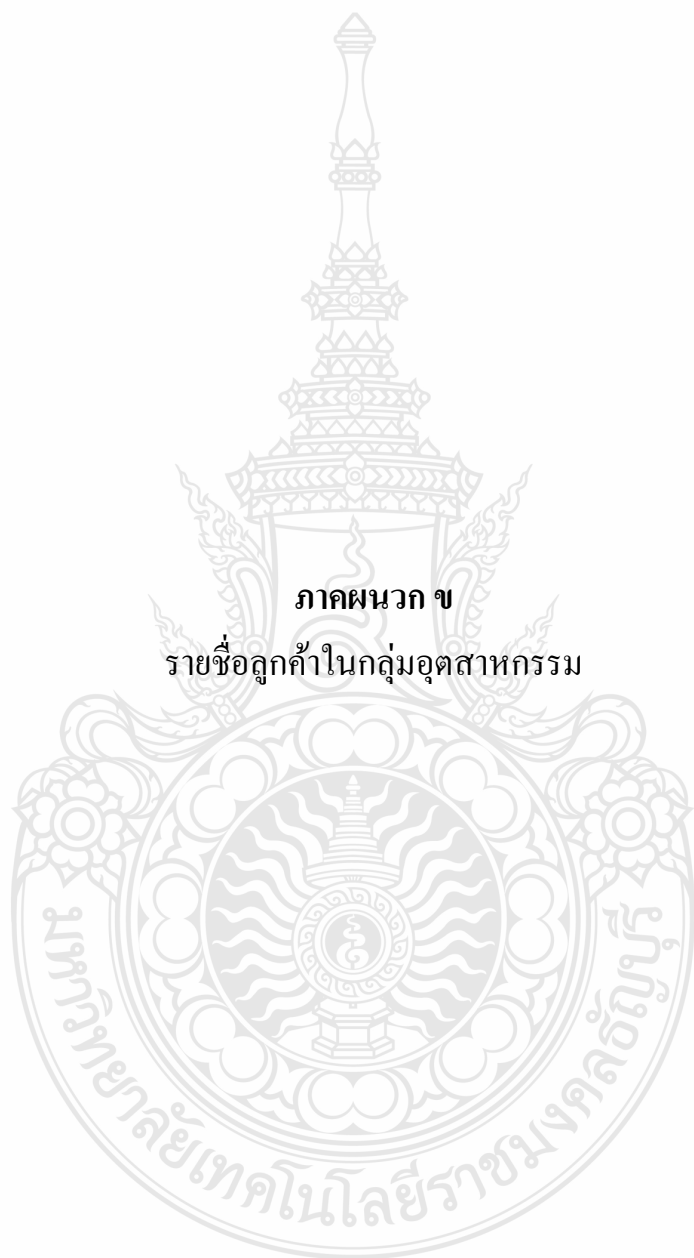 ภาคผนวก ข
รายชื่อลูกค้าในกลุ่มอุตสาหกรรม
มหาวิทยาลัยเทคโนโลยีราชมงคลธัญบุรี